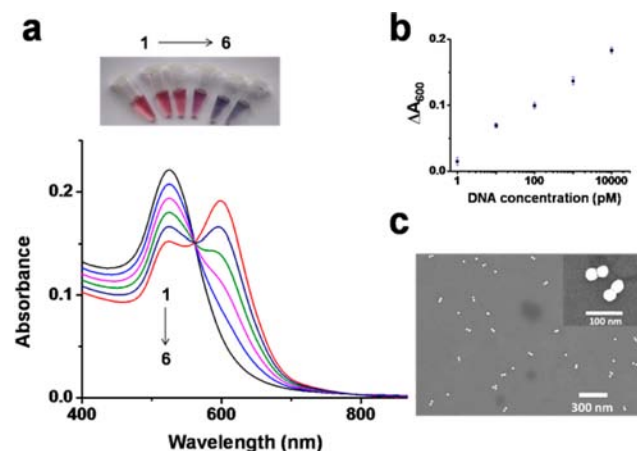 a
1 → 6
Absorbance
0.2
0.1
0.0
1
6
400
600
800
Wavelength (nm)
b
ΔA600
0.2
0.1
0.0
1
100
10000
DNA concentration (pM)
c
100 nm
300 nm